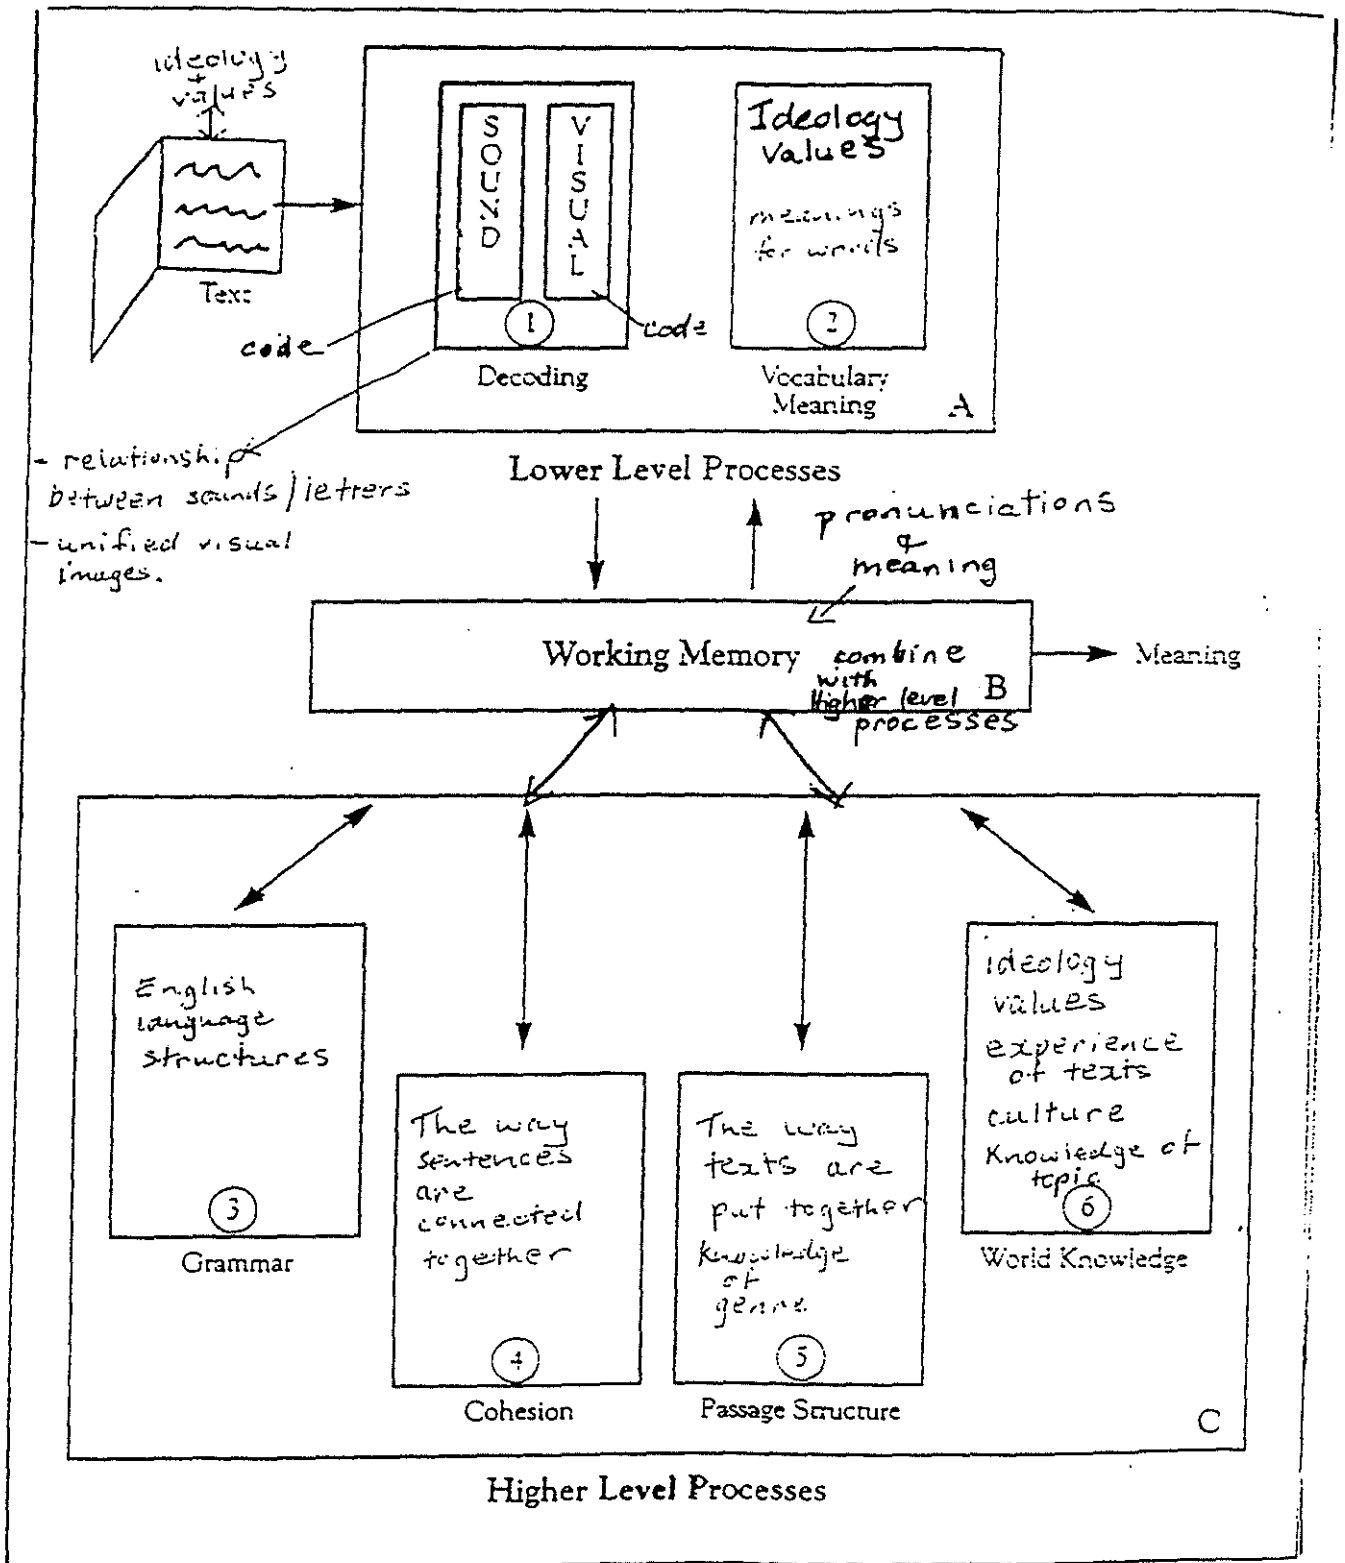 ideology
+
values
Text
SOUND
VISUAL
code
code
1
Decoding
Ideology
values
meanings
for words
2
Vocabulary
Meaning
A
- relationship
between sounds/letters
- unified visual
images.
Lower Level Processes
pronunciations
&
meaning
Working Memory
combine
with
Higher level
processes
B
Meaning
English
language
structures
3
Grammar
The way
sentences
are
connected
together
4
Cohesion
The way
texts are
put together
Knowledge
of
genre
5
Passage Structure
ideology
values
experience
of texts
culture
Knowledge of
topic
6
World Knowledge
C
Higher Level Processes